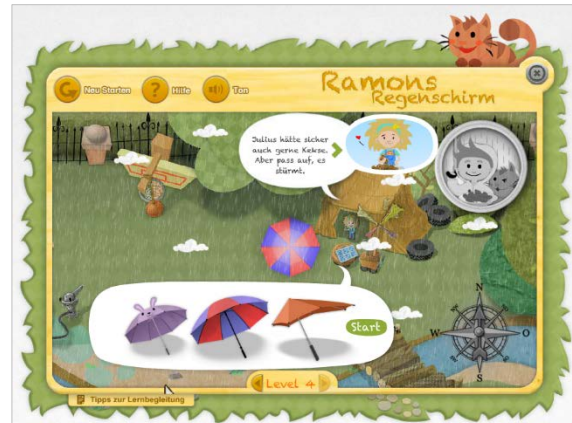 Neu Starten
Hilfe
Ton
Ramons
Regenschirm
Julius hätte sicher
auch gerne Kekse.
Aber pass auf, es
stürmt.
Start
N
W
O
S
Level 4
Tipps zur Lernbegleitung